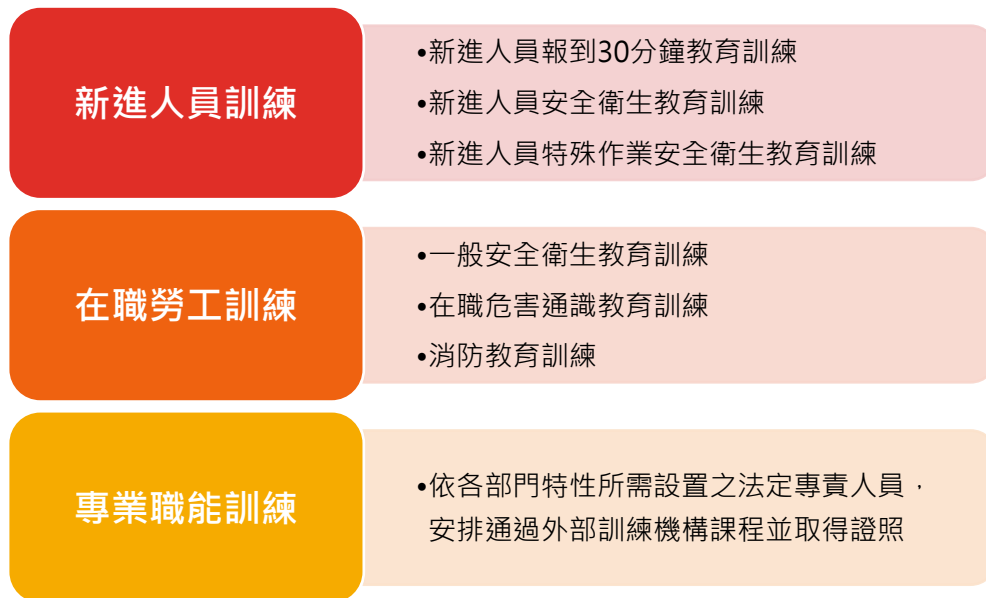 新進人員訓練
•新進人員報到30分鐘教育訓練
•新進人員安全衛生教育訓練
•新進人員特殊作業安全衛生教育訓練
在職勞工訓練
•一般安全衛生教育訓練
•在職危害通識教育訓練
•消防教育訓練
專業職能訓練
•依各部門特性所需設置之法定專責人員，
安排通過外部訓練機構課程並取得證照